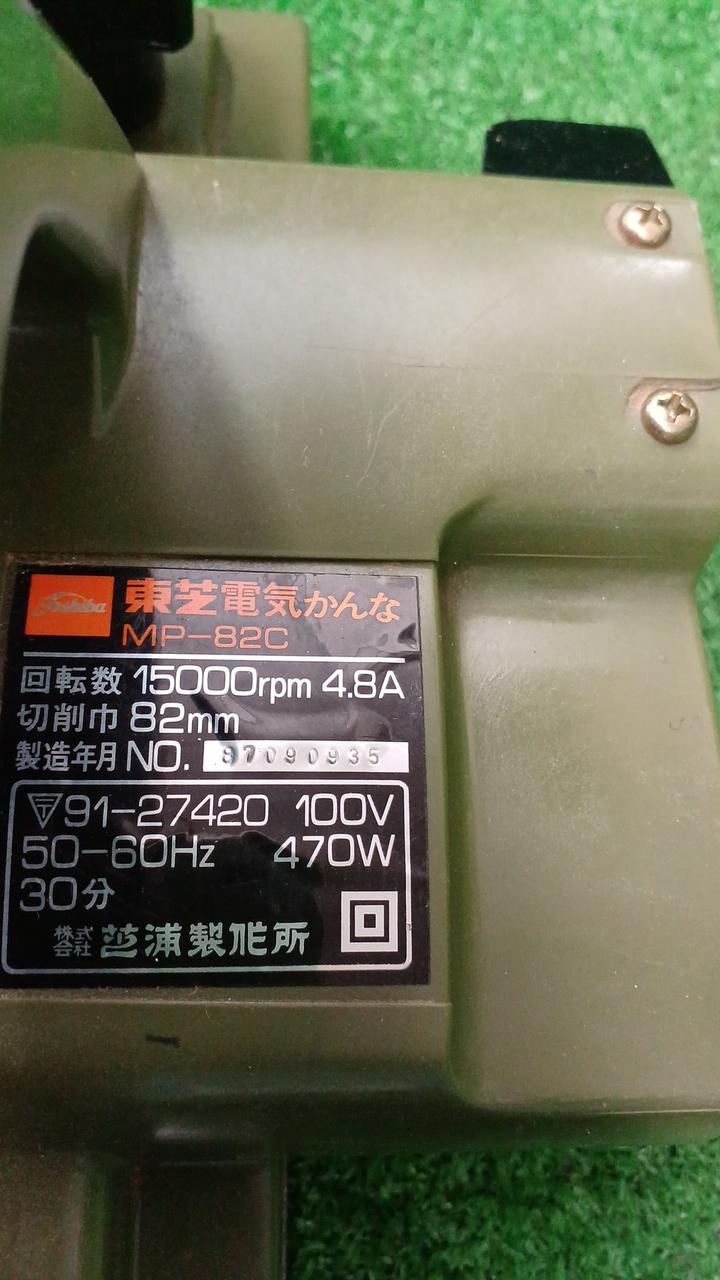 Toshiba 東芝電気かんな
MP-82C
回転数 15000rpm 4.8A
切削巾 82mm
製造年月 NO. 87090935
〒91-27420 100V
50-60Hz 470W
30分
株式会社 芝浦製作所